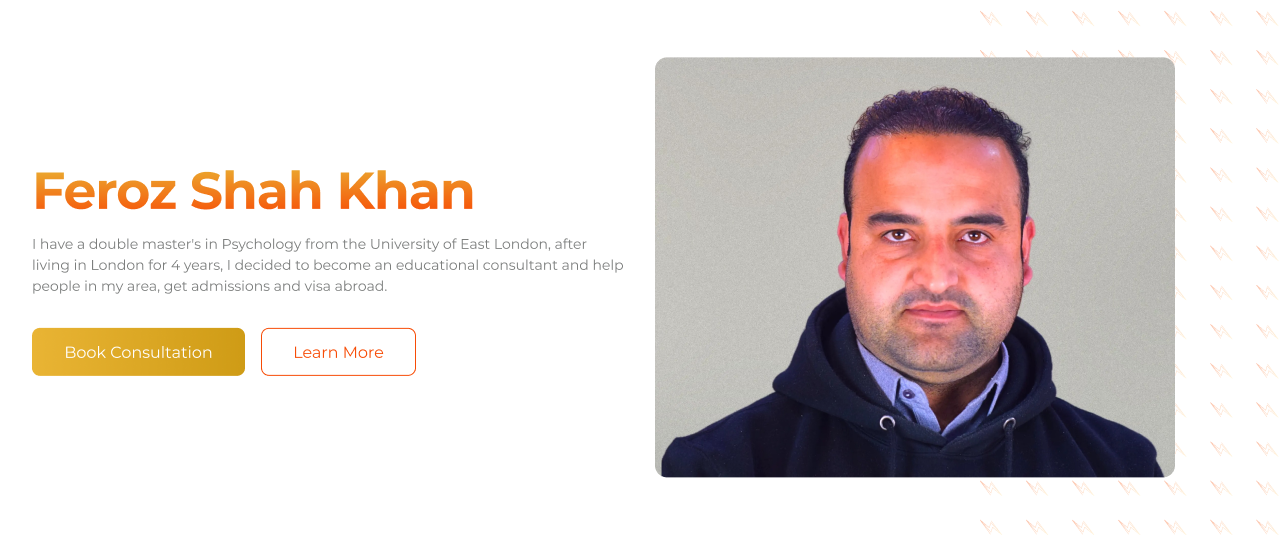 Feroz Shah Khan
I have a double master's in Psychology from the University of East London, after
living in London for 4 years, I decided to become an educational consultant and help
people in my area, get admissions and visa abroad.
Book Consultation
Learn More